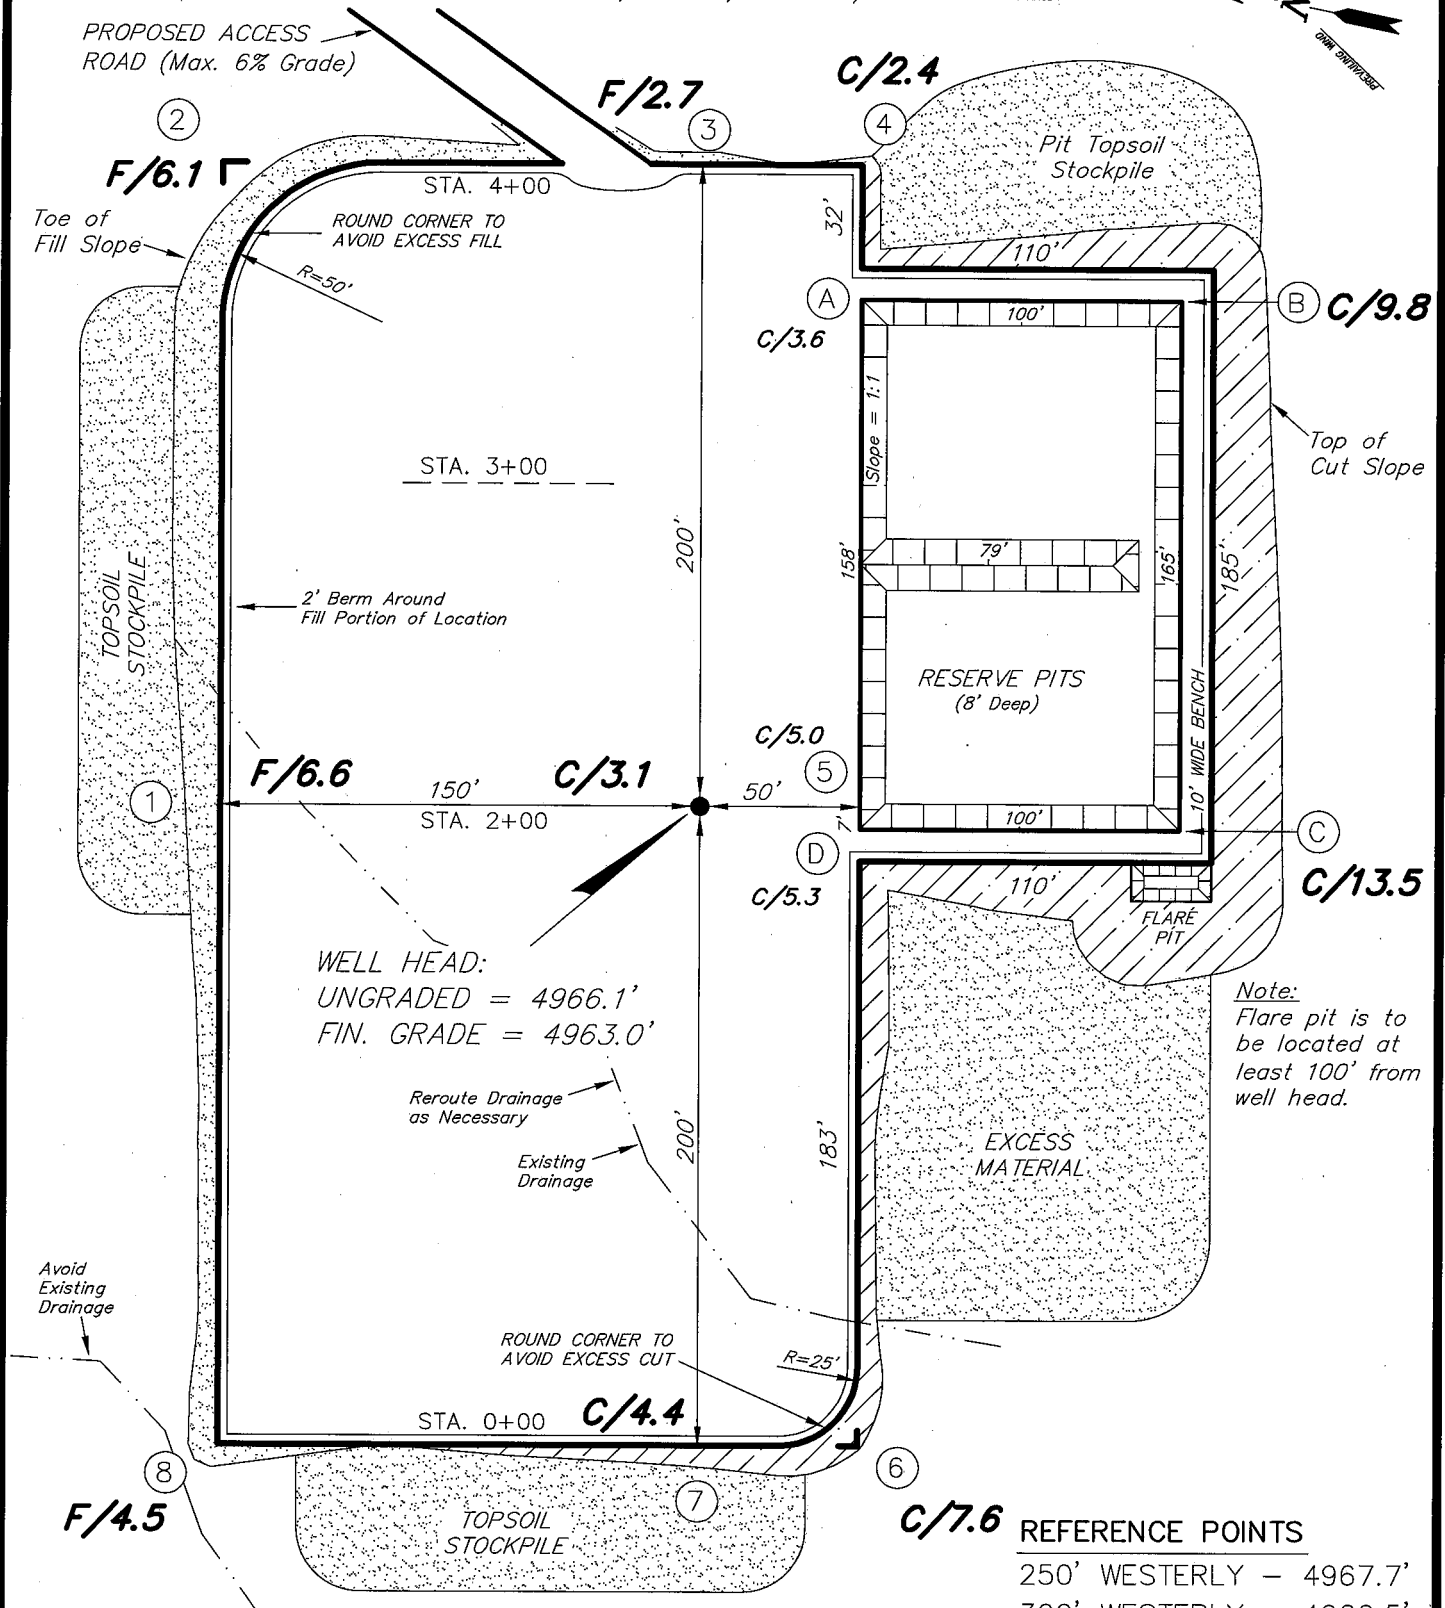 PREVAILING WIND
PROPOSED ACCESS
ROAD (Max. 6% Grade)
F/2.7
C/2.4
2
3
4
F/6.1
Pit Topsoil
Stockpile
STA. 4+00
Toe of
Fill Slope
ROUND CORNER TO
AVOID EXCESS FILL
R=50'
32'
110'
A
B
C/9.8
100'
C/3.6
Slope = 1:1
Top of
Cut Slope
STA. 3+00
200'
158'
79'
165'
185'
TOPSOIL
STOCKPILE
2' Berm Around
Fill Portion of Location
RESERVE PITS
(8' Deep)
10' WIDE BENCH
C/5.0
5
F/6.6
C/3.1
1
150'
50'
STA. 2+00
7'
100'
C
D
C/5.3
110'
C/13.5
FLARE
PIT
WELL HEAD:
UNGRADED = 4966.1'
FIN. GRADE = 4963.0'
Note:
Flare pit is to
be located at
least 100' from
well head.
Reroute Drainage
as Necessary
200'
183'
Existing
Drainage
EXCESS
MATERIAL
Avoid
Existing
Drainage
ROUND CORNER TO
AVOID EXCESS CUT
R=25'
STA. 0+00
C/4.4
8
7
6
F/4.5
C/7.6
TOPSOIL
STOCKPILE
REFERENCE POINTS
250' WESTERLY – 4967.7'